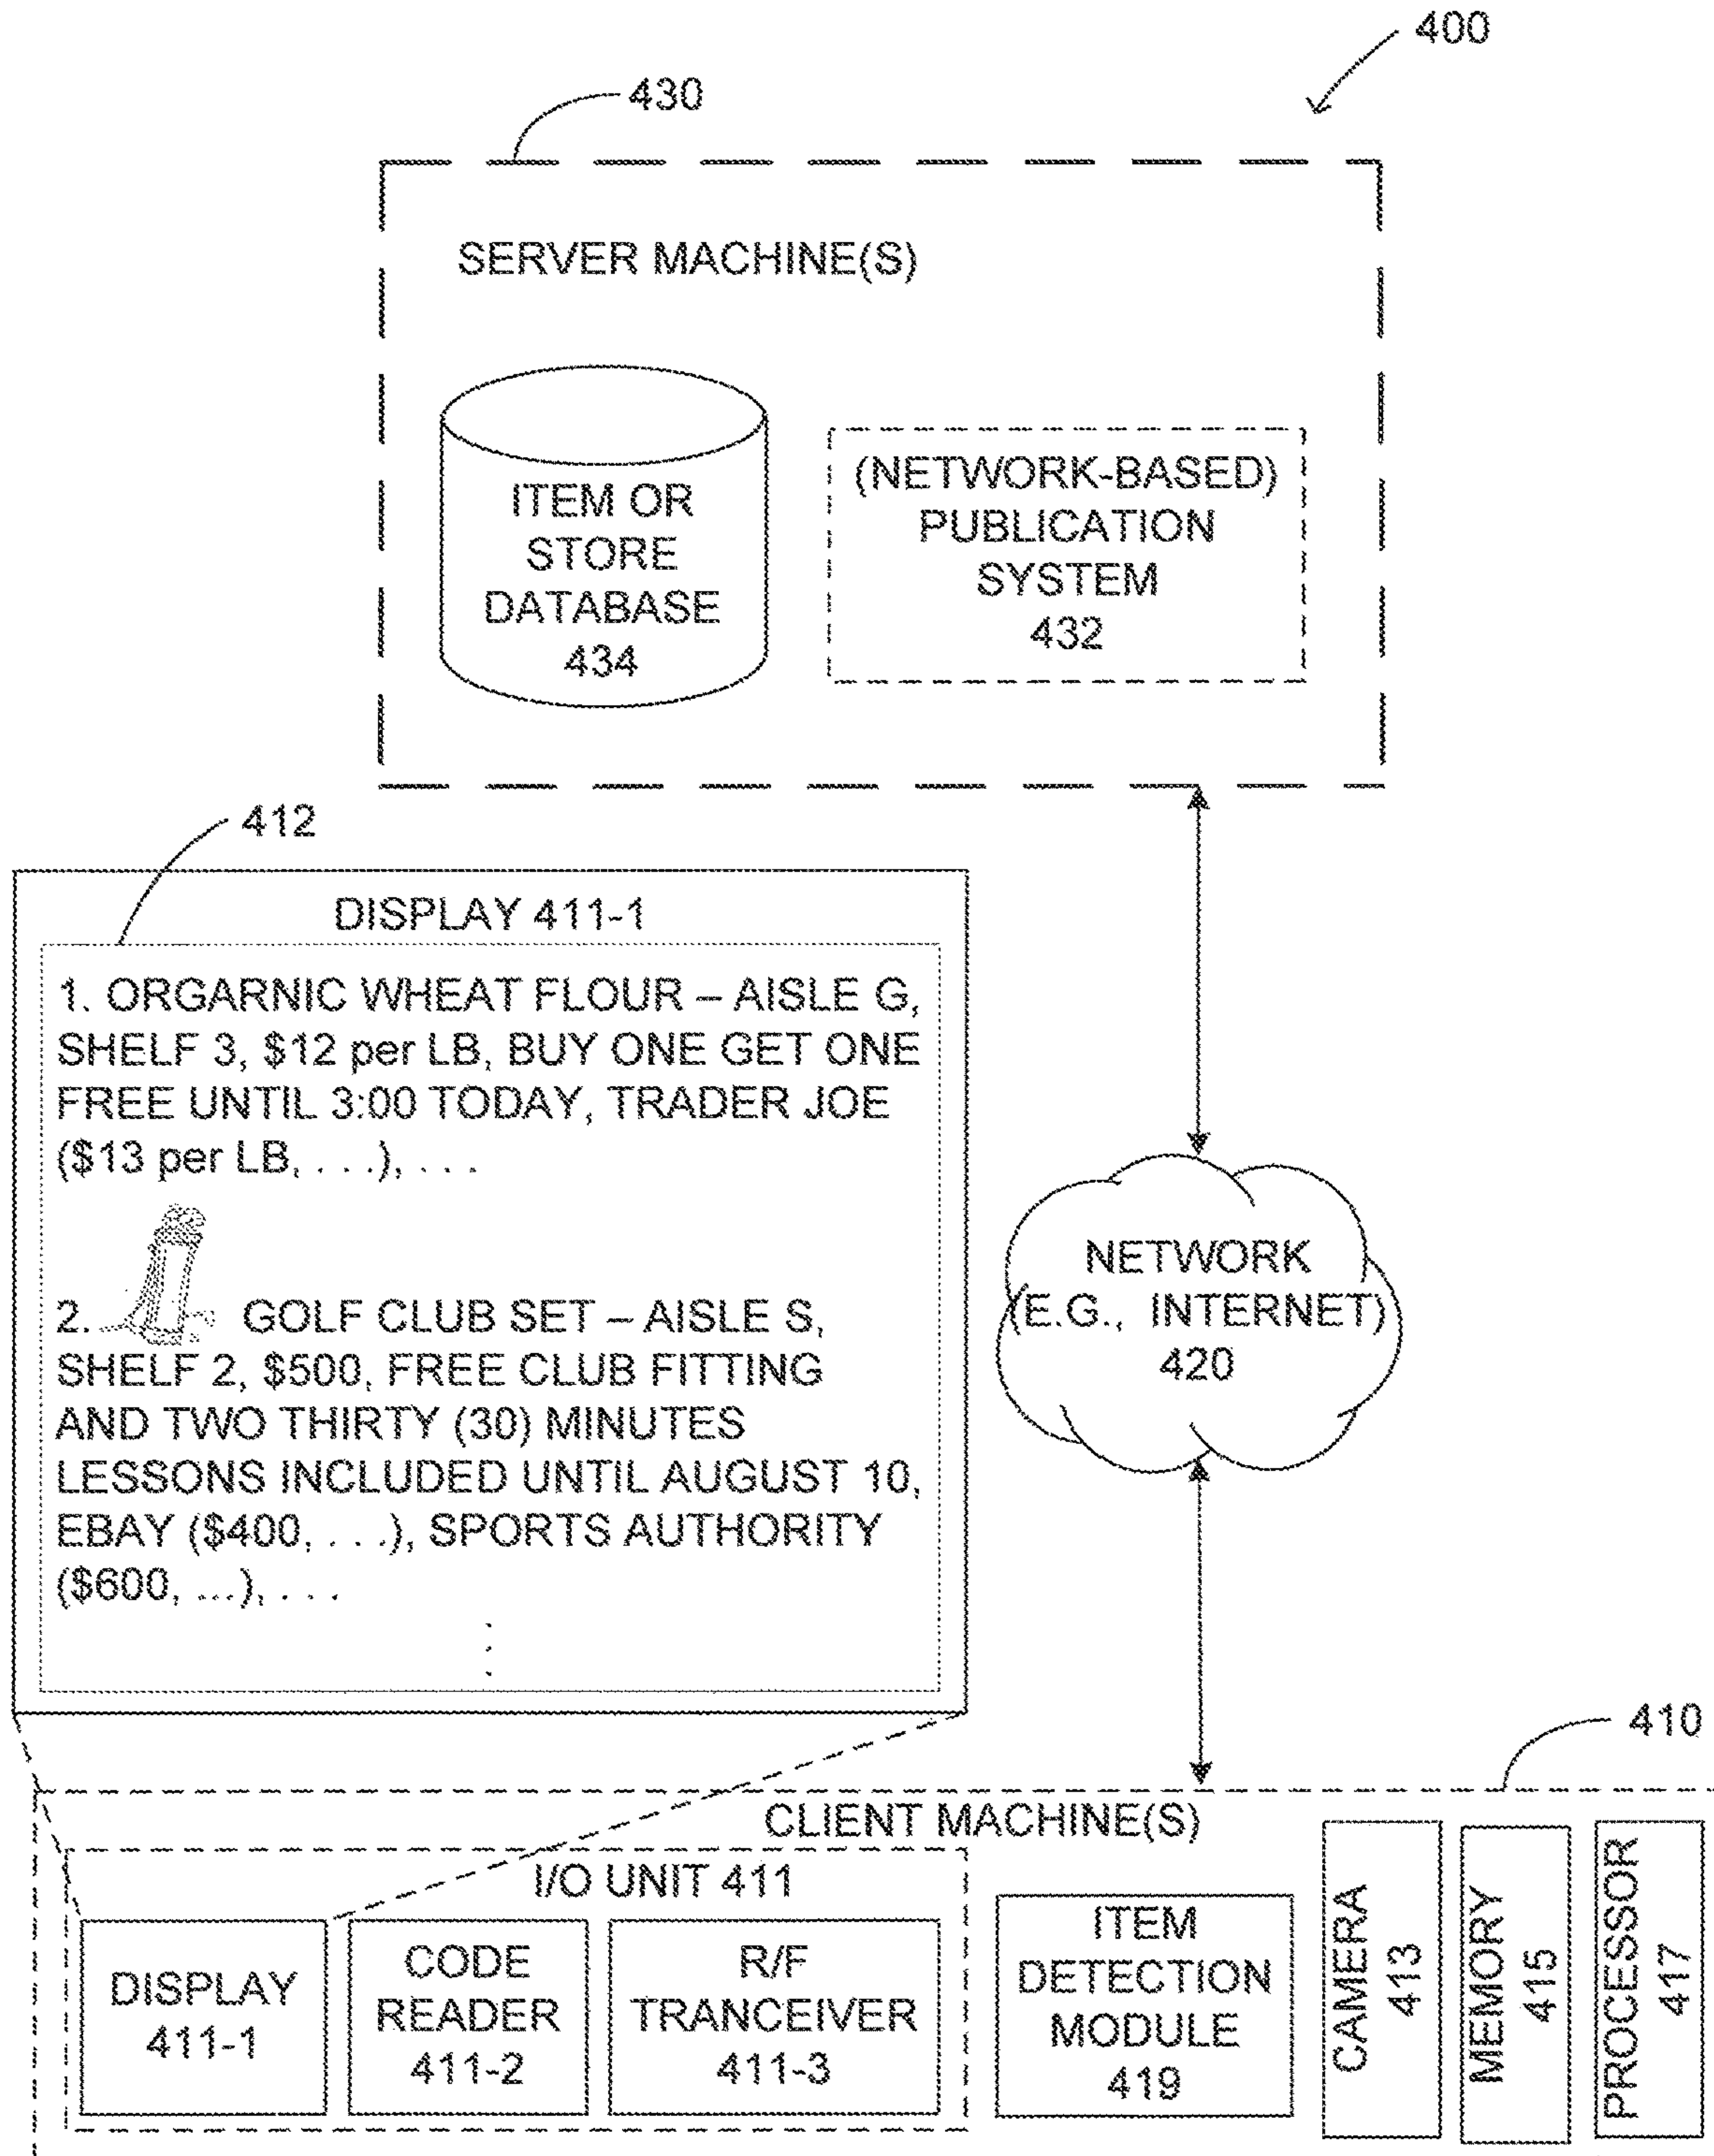 400
430
SERVER MACHINE(S)
ITEM OR
STORE
DATABASE
434
(NETWORK-BASED)
PUBLICATION
SYSTEM
432
412
DISPLAY 411-1
1. ORGARNIC WHEAT FLOUR – AISLE G,
SHELF 3, $12 per LB, BUY ONE GET ONE
FREE UNTIL 3:00 TODAY, TRADER JOE
($13 per LB, . . .), . . .
2. GOLF CLUB SET – AISLE S,
SHELF 2, $500, FREE CLUB FITTING
AND TWO THIRTY (30) MINUTES
LESSONS INCLUDED UNTIL AUGUST 10,
EBAY ($400, . . .), SPORTS AUTHORITY
($600, ...), . . .
NETWORK
(E.G., INTERNET)
420
410
CLIENT MACHINE(S)
I/O UNIT 411
DISPLAY
411-1
CODE
READER
411-2
R/F
TRANCEIVER
411-3
ITEM
DETECTION
MODULE
419
CAMERA
413
MEMORY
415
PROCESSOR
417